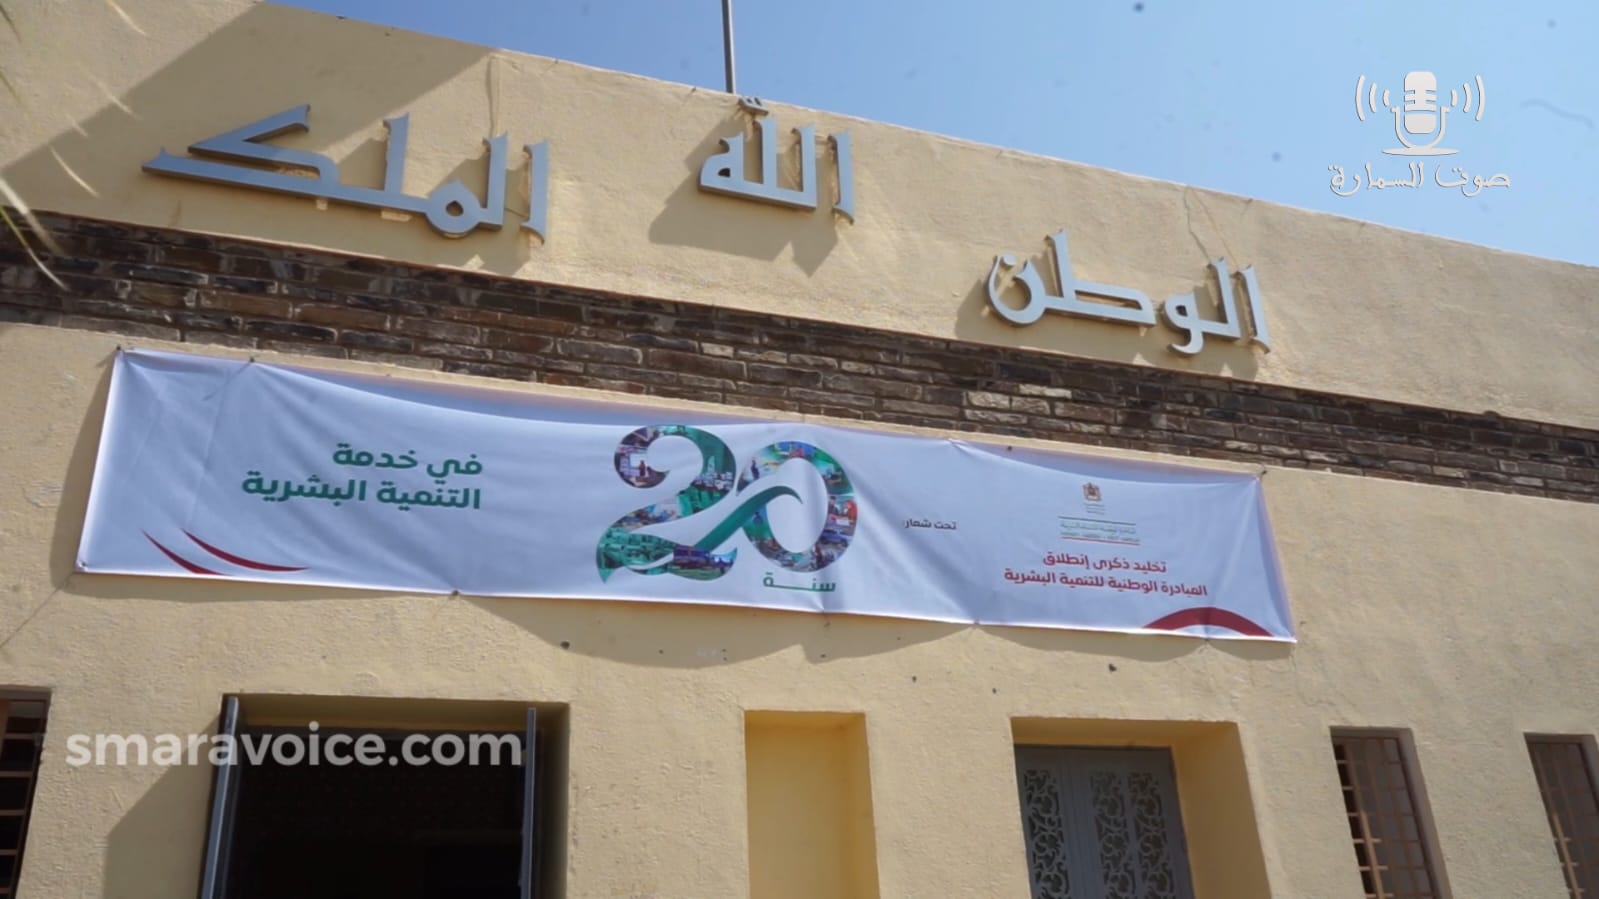 صوت السمارة
الوطن
الله
الملك
تخليد ذكرى إنطلاق
المبادرة الوطنية للتنمية البشرية
تحت شعار:
20
سنة
في خدمة
التنمية البشرية
smaravoice.com